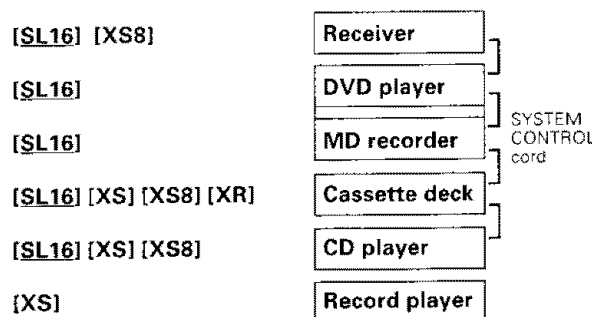 [SL16] [XS8] Receiver
[SL16] DVD player
SYSTEM
[SL16] MD recorder CONTROL
cord
[SL16] [XS] [XS8] [XR] Cassette deck
[SL16] [XS] [XS8] CD player
[XS] Record player